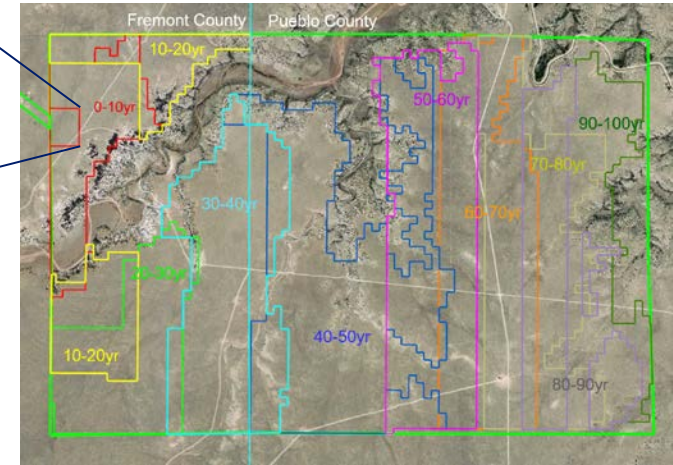 Fremont County
Pueblo County
10-20yr
0-10yr
50-60yr
90-100yr
70-80yr
30-40yr
60-70yr
20-30yr
40-50yr
10-20yr
80-90yr